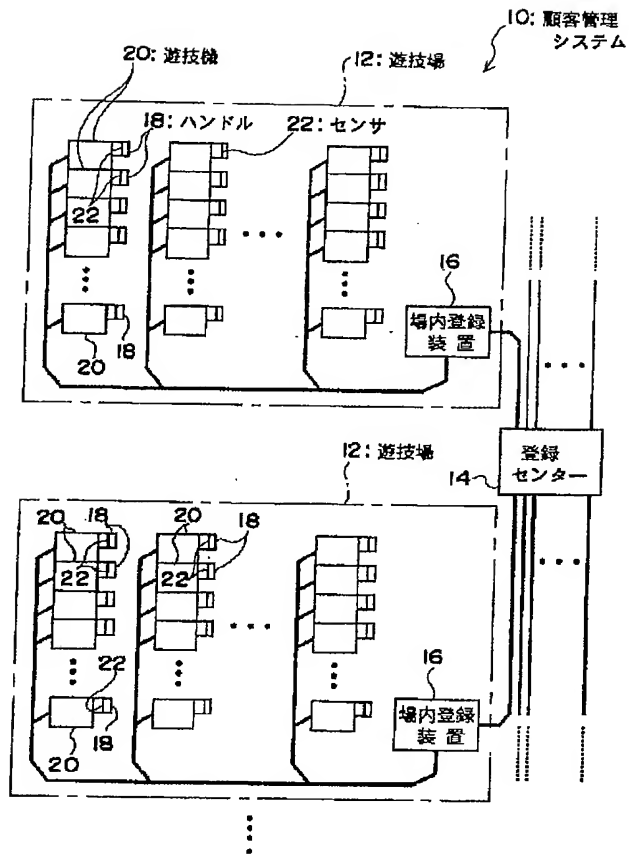 10: 顧客管理
システム
20: 遊技機
12: 遊技場
18: ハンドル
22: センサ
22
16
場内登録
装置
20
18
12: 遊技場
登録
センター
14
20
18
20
18
22
22
22
16
場内登録
装置
18
20